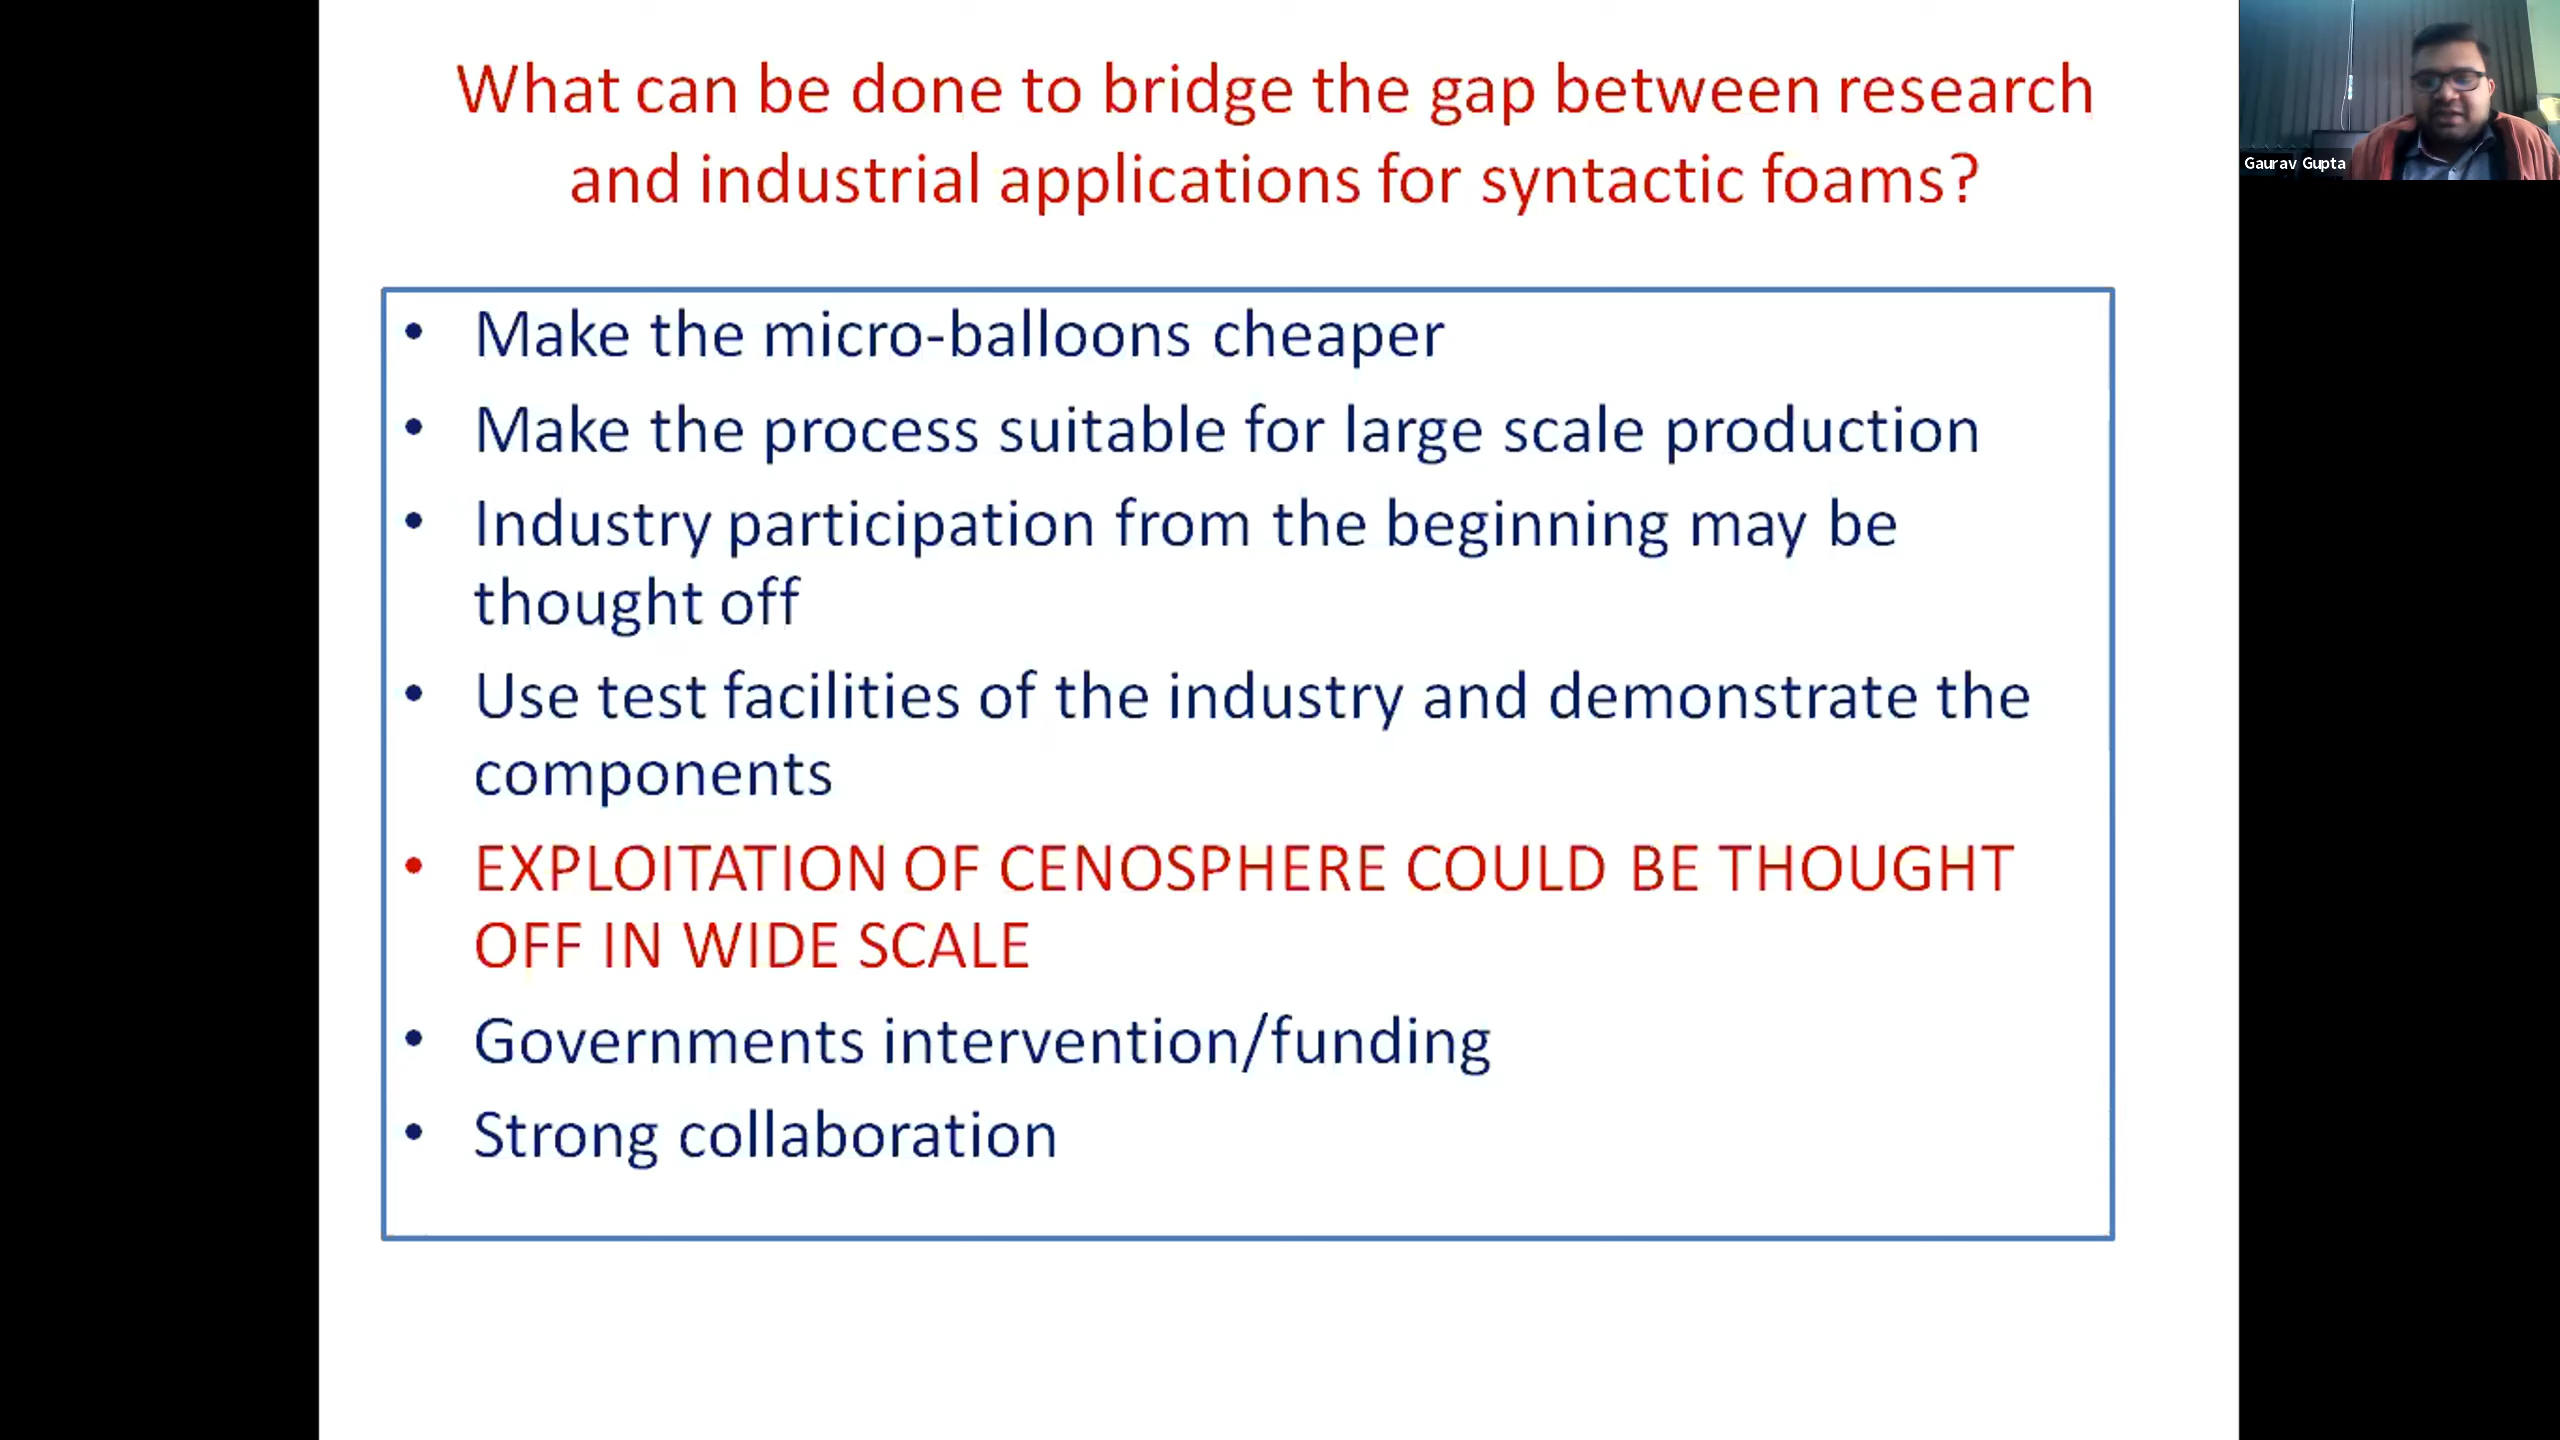 What can be done to bridge the gap between research
and industrial applications for syntactic foams?
• Make the micro-balloons cheaper
• Make the process suitable for large scale production
• Industry participation from the beginning may be
thought off
• Use test facilities of the industry and demonstrate the
components
• EXPLOITATION OF CENOSPHERE COULD BE THOUGHT
OFF IN WIDE SCALE
• Governments intervention/funding
• Strong collaboration
Gaurav Gupta